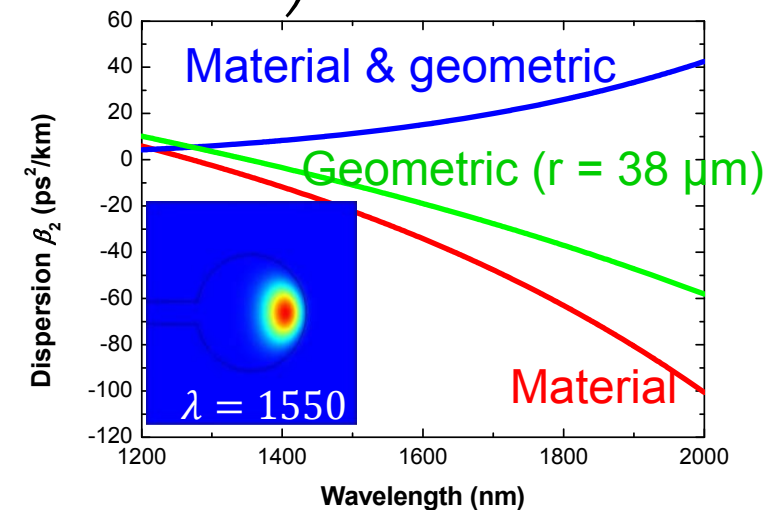 )
60
40
20
0
-20
-40
-60
-80
-100
-120
Dispersion β₂ (ps²/km)
Material & geometric
Geometric (r = 38 μm)
Material
λ = 1550
1200 1400 1600 1800 2000
Wavelength (nm)